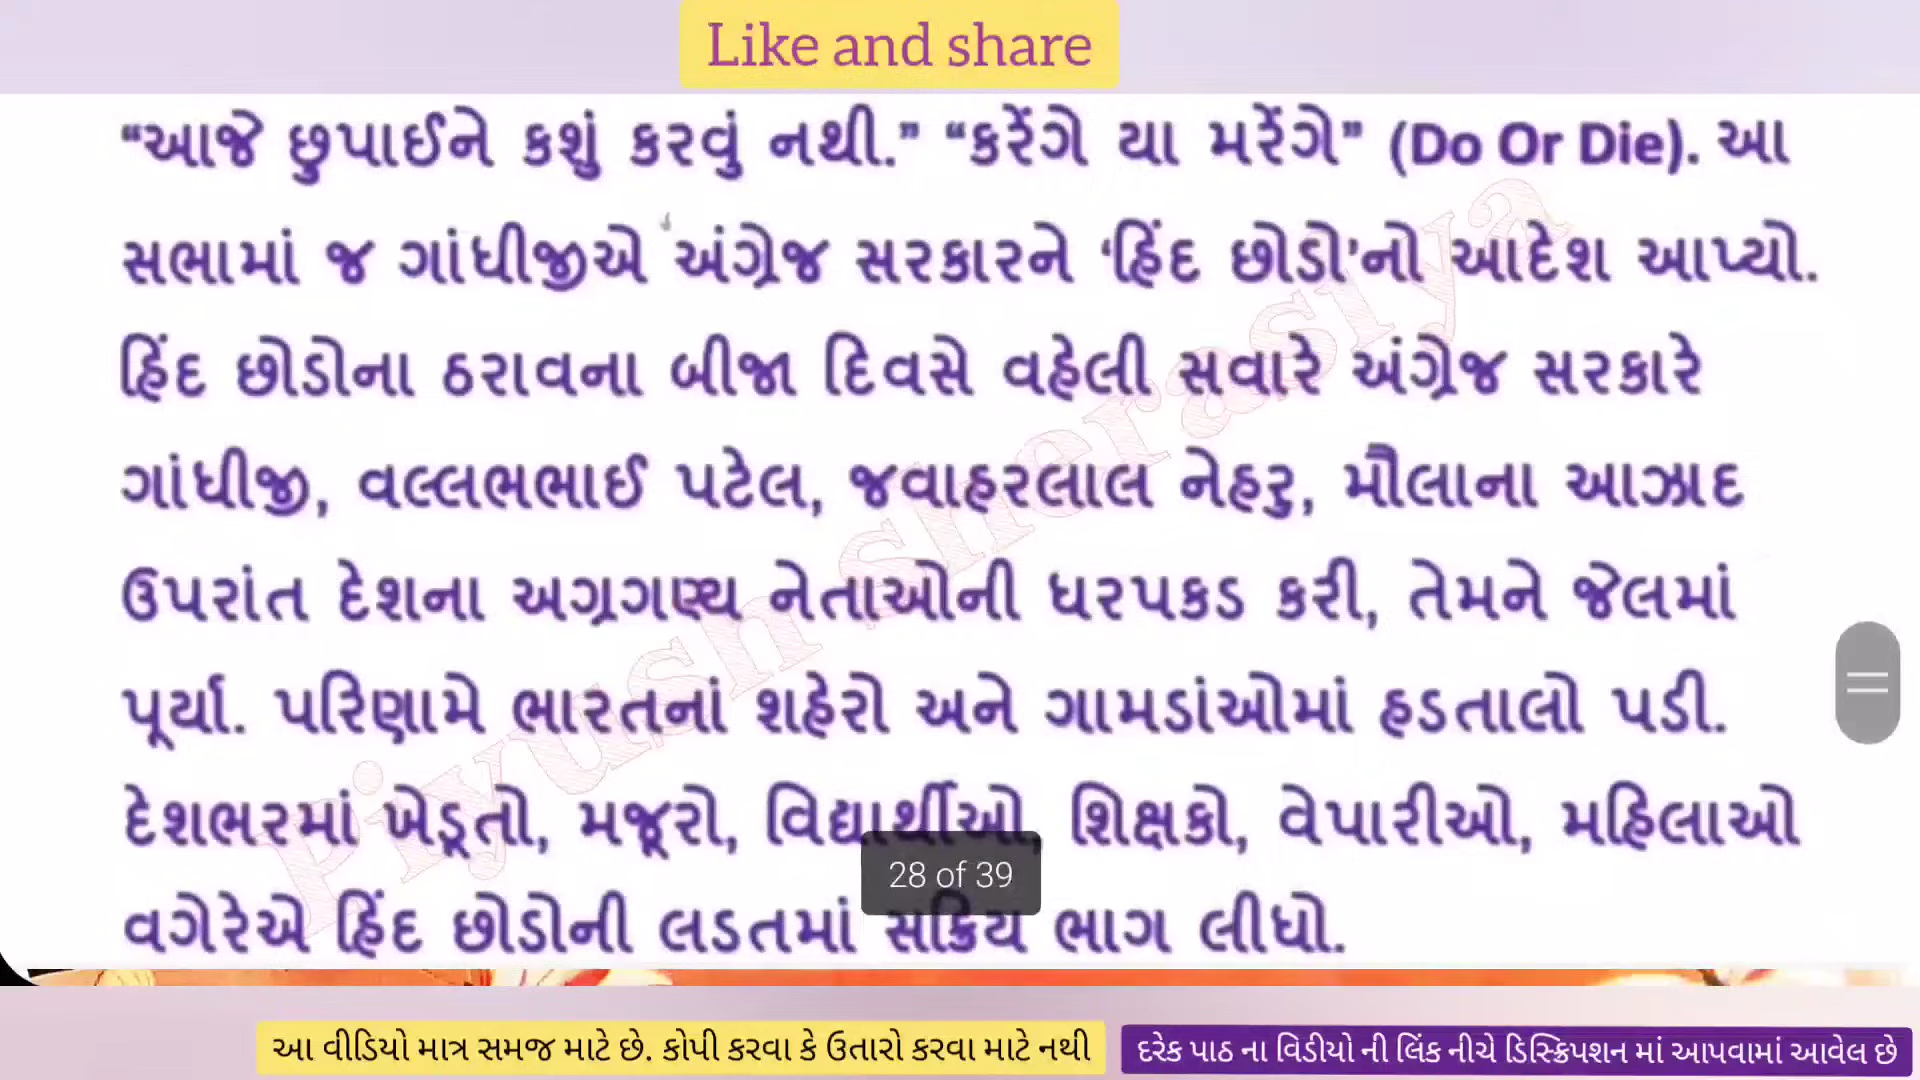 Like and share
“આજે છુપાઈને કશું કરવું નથી.” “કરેંગે યા મરેંગે” (Do Or Die). આ
સભામાં જ ગાંધીજીએ અંગ્રેજ સરકારને ‘હિંદ છોડો’નો આદેશ આપ્યો.
હિંદ છોડોના ઠરાવના બીજા દિવસે વહેલી સવારે અંગ્રેજ સરકારે
ગાંધીજી, વલ્લભભાઈ પટેલ, જવાહરલાલ નેહરુ, મૌલાના આઝાદ
ઉપરાંત દેશના અગ્રગણ્ય નેતાઓની ધરપકડ કરી, તેમને જેલમાં
પૂર્યા. પરિણામે ભારતનાં શહેરો અને ગામડાંઓમાં હડતાલો પડી.
દેશભરમાં ખેડૂતો, મજૂરો, વિદ્યાર્થીઓ, શિક્ષકો, વેપારીઓ, મહિલાઓ
વગેરેએ હિંદ છોડોની લડતમાં સક્રિય ભાગ લીધો.
Piyush sherasiya
28 of 39
આ વીડિયો માત્ર સમજ માટે છે. કોપી કરવા કે ઉતારો કરવા માટે નથી
દરેક પાઠ ના વિડીયો ની લિંક નીચે ડિસ્ક્રિપશન માં આપવામાં આવેલ છે